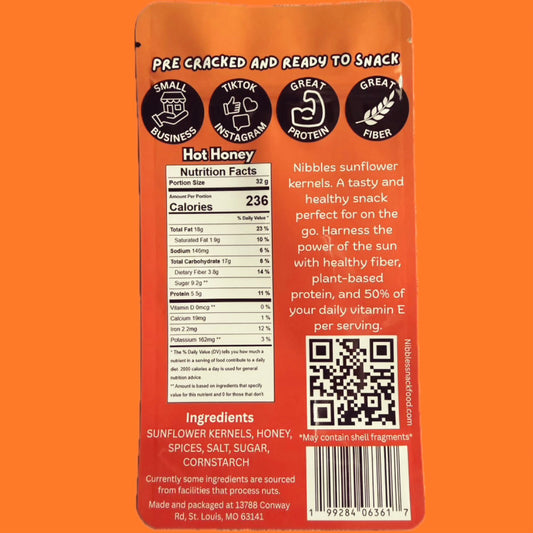 PRE CRACKED AND READY TO SNACK
SMALL
BUSINESS
TIKTOK
INSTAGRAM
GREAT
PROTEIN
GREAT
FIBER
Hot Honey
Nutrition Facts
Portion Size 32 g
Amount Per Portion
Calories 236
% Daily Value *
Total Fat 18g 23 %
Saturated Fat 1.9g 10 %
Sodium 146mg 6 %
Total Carbohydrate 17g 6 %
Dietary Fiber 3.8g 14 %
Sugar 9.2g **
Protein 5.5g 11 %
Vitamin D 0mcg ** 0 %
Calcium 19mg 1 %
Iron 2.2mg 12 %
Potassium 162mg ** 3 %
* The % Daily Value (DV) tells you how much a
nutrient in a serving of food contribute to a daily
diet. 2000 calories a day is used for general
nutrition advice
** Amount is based on ingredients that specify
value for this nutrient and 0 for those that don't
Nibbles sunflower
kernels. A tasty and
healthy snack
perfect for on the
go. Harness the
power of the sun
with healthy fiber,
plant-based
protein, and 50% of
your daily vitamin E
per serving.
Nibblessnackfood.com
*May contain shell fragments*
Ingredients
SUNFLOWER KERNELS, HONEY,
SPICES, SALT, SUGAR,
CORNSTARCH
Currently some ingredients are sourced
from facilities that process nuts.
Made and packaged at 13788 Conway
Rd, St. Louis, MO 63141
1 99284 06361 7